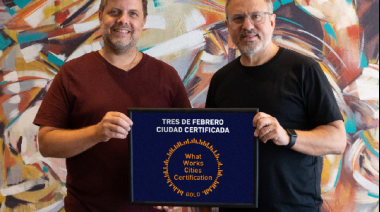 TRES DE FEBRERO
CIUDAD CERTIFICADA
What
Works
Cities
Certification
GOLD